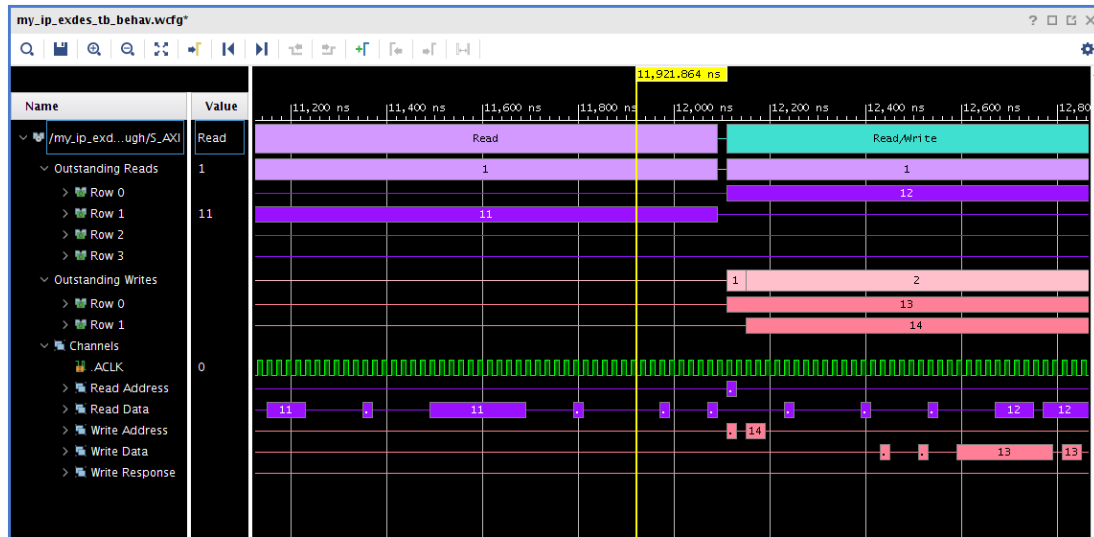 my_ip_exdes_tb_behav.wcfg*
11,921.864 ns
Name Value 11,200 ns 11,400 ns 11,600 ns 11,800 ns 12,000 ns 12,200 ns 12,400 ns 12,600 ns 12,80
/my_ip_exd...ugh/S_AXI Read Read Read/Write
Outstanding Reads 1 1 1
Row 0 12
Row 1 11 11
Row 2
Row 3
Outstanding Writes 1 2
Row 0 13
Row 1 14
Channels
.ACLK 0
Read Address .
Read Data 11 . 11 . . . . . . 12 12
Write Address . 14
Write Data . . 13 13
Write Response